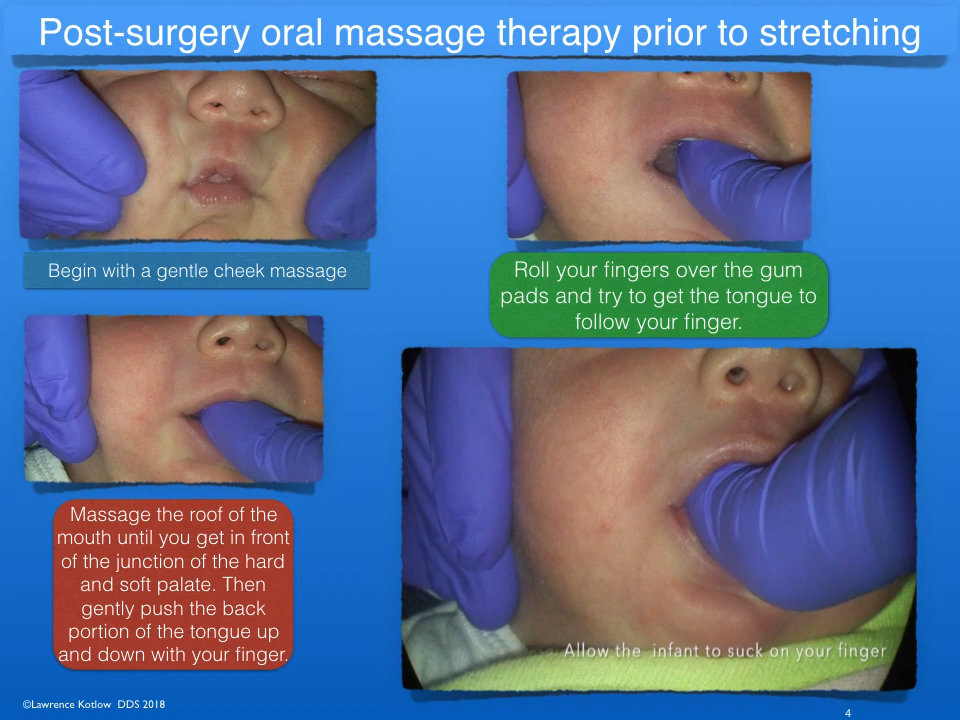 Post-surgery oral massage therapy prior to stretching
Begin with a gentle cheek massage
Roll your fingers over the gum
pads and try to get the tongue to
follow your finger.
Massage the roof of the
mouth until you get in front
of the junction of the hard
and soft palate. Then
gently push the back
portion of the tongue up
and down with your finger.
Allow the infant to suck on your finger
©Lawrence Kotlow DDS 2018
4